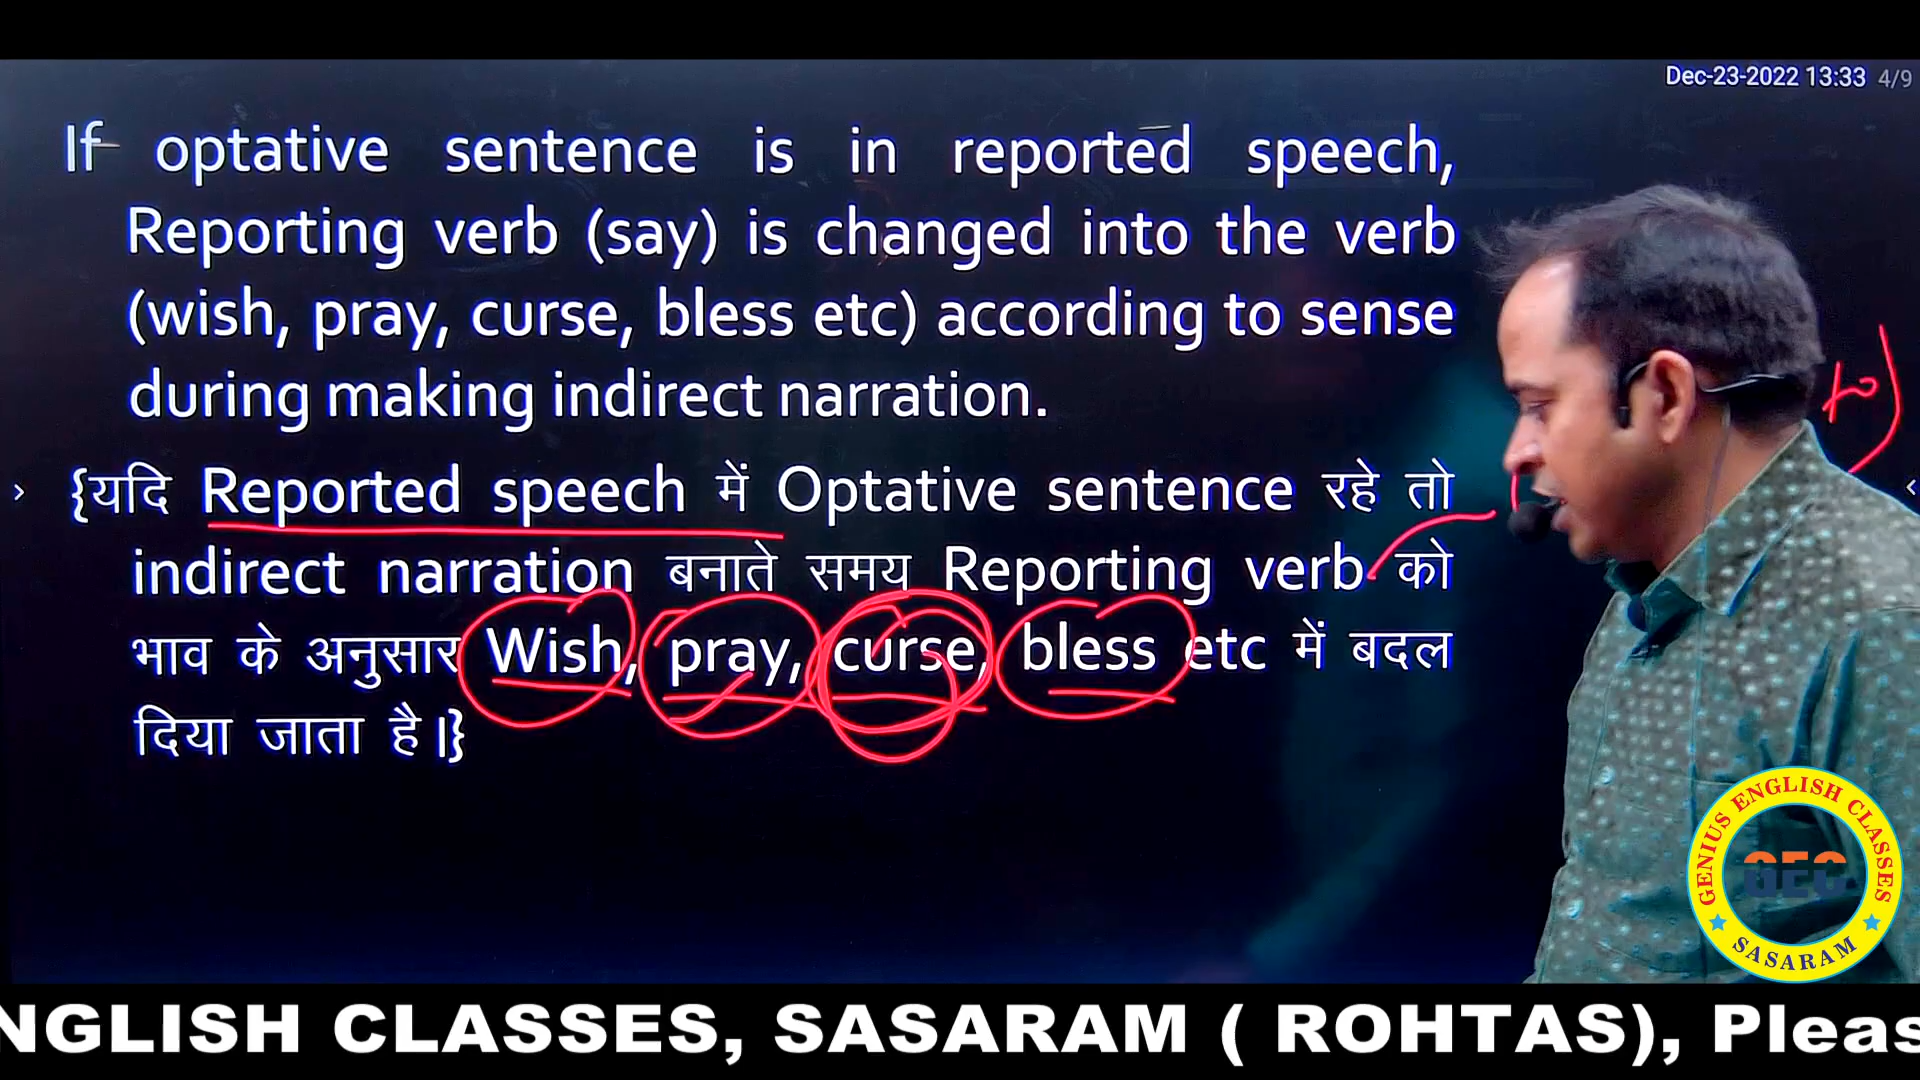 Dec-23-2022 13:33 4/9
If optative sentence is in reported speech,
Reporting verb (say) is changed into the verb
(wish, pray, curse, bless etc) according to sense
during making indirect narration.
{यदि Reported speech में Optative sentence रहे तो
indirect narration बनाते समय Reporting verb को
भाव के अनुसार Wish, pray, curse, bless etc में बदल
दिया जाता है।}
GENIUS ENGLISH CLASSES
GEC
SASARAM
NGLISH CLASSES, SASARAM ( ROHTAS), Pleas